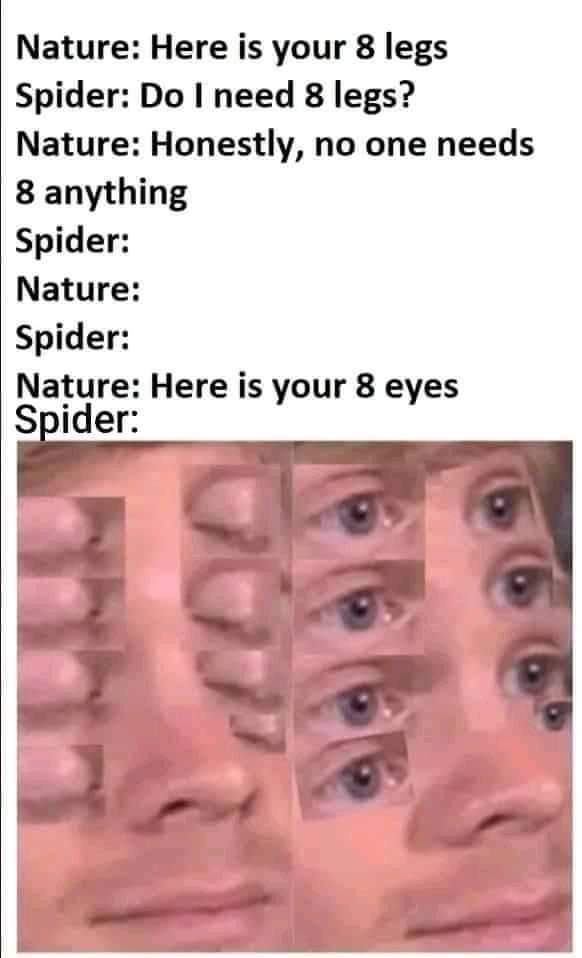 Nature: Here is your 8 legs
Spider: Do I need 8 legs?
Nature: Honestly, no one needs
8 anything
Spider:
Nature:
Spider:
Nature: Here is your 8 eyes
Spider: